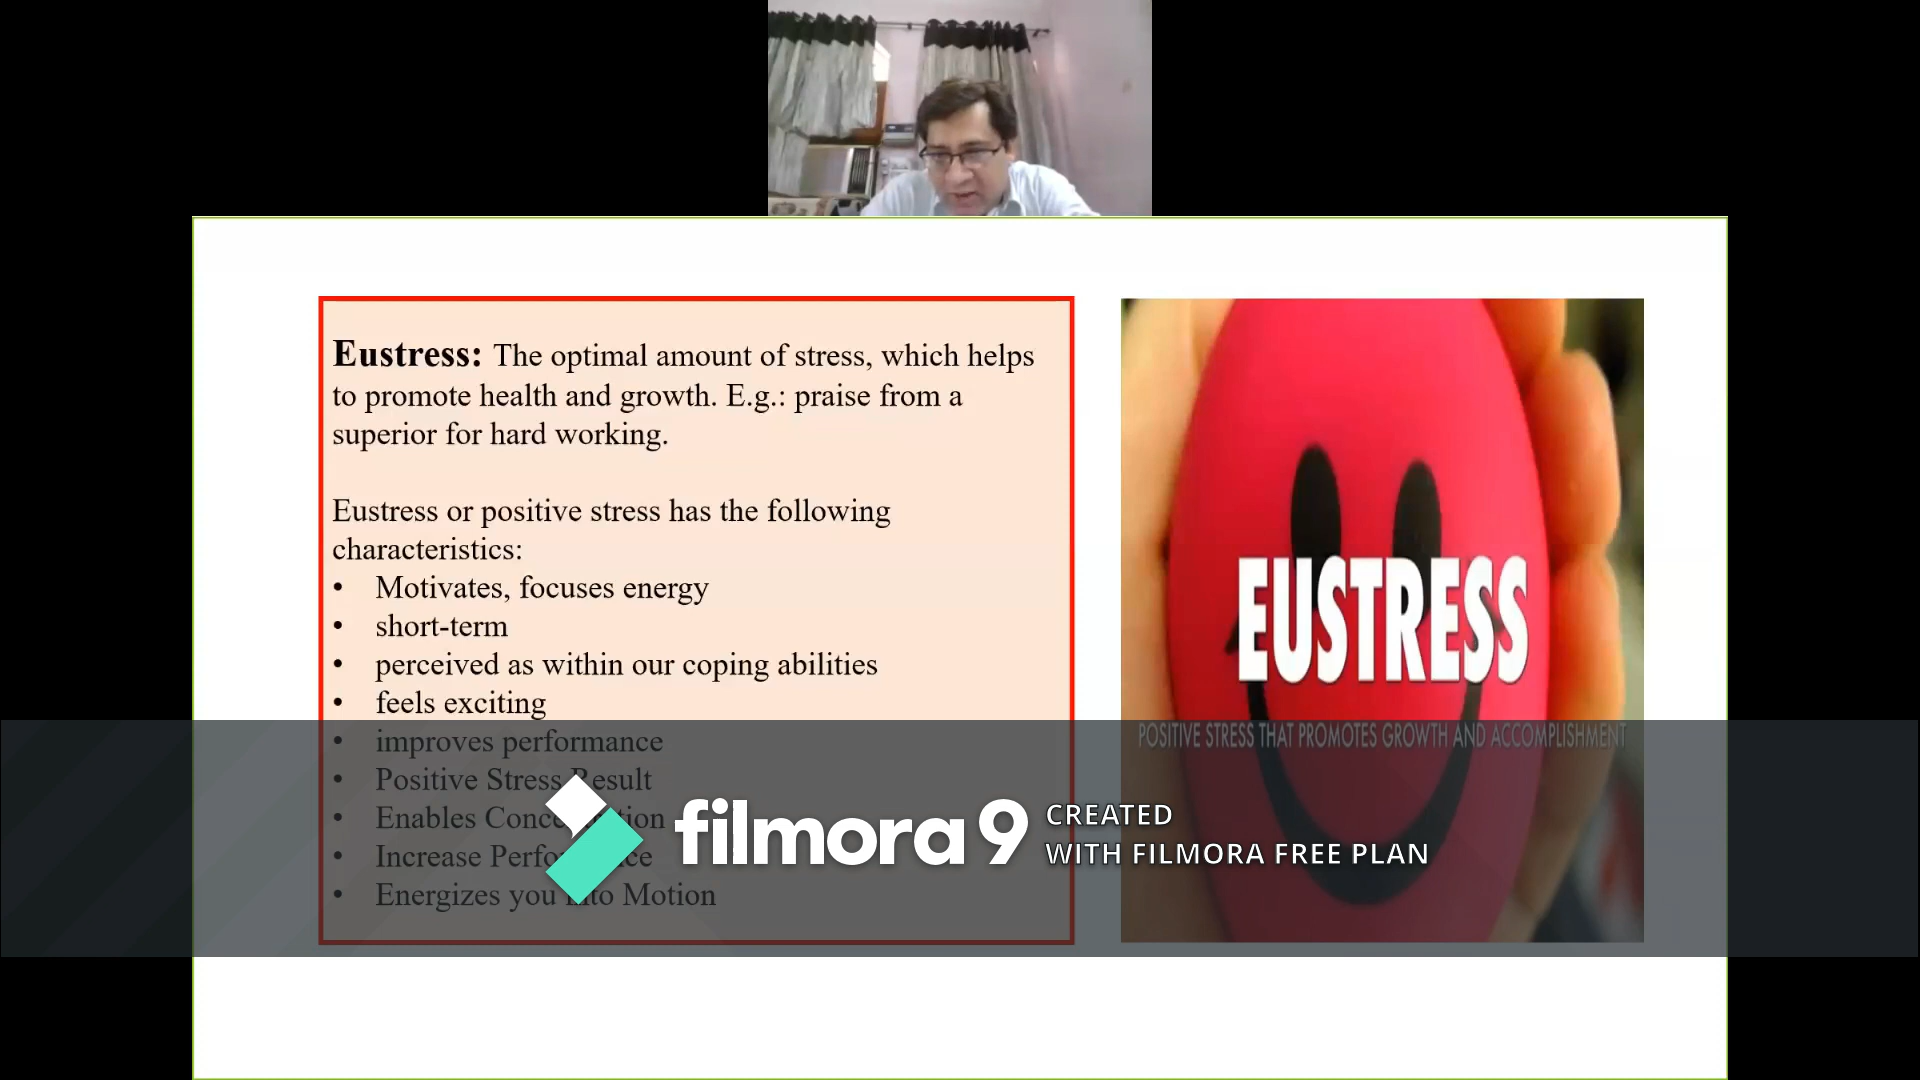 Eustress: The optimal amount of stress, which helps
to promote health and growth. E.g.: praise from a
superior for hard working.
Eustress or positive stress has the following
characteristics:
• Motivates, focuses energy
• short-term
• perceived as within our coping abilities
• feels exciting
• improves performance
• Positive Stress Result
• Enables
• Increase
• Energizes you into Motion
EUSTRESS
POSITIVE STRESS THAT PROMOTES GROWTH AND ACCOMPLISHMENT
filmora9
CREATED
WITH FILMORA FREE PLAN